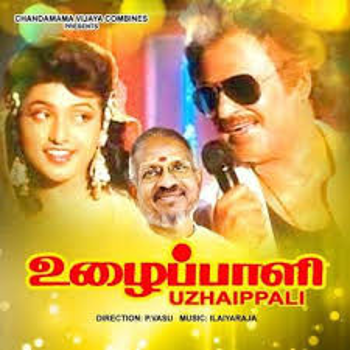 CHANDAMAMA VIJAYA COMBINES
PRESENTS
உழைப்பாளி
UZHAIPPALI
DIRECTION: P.VASU MUSIC: ILAIYARAJA